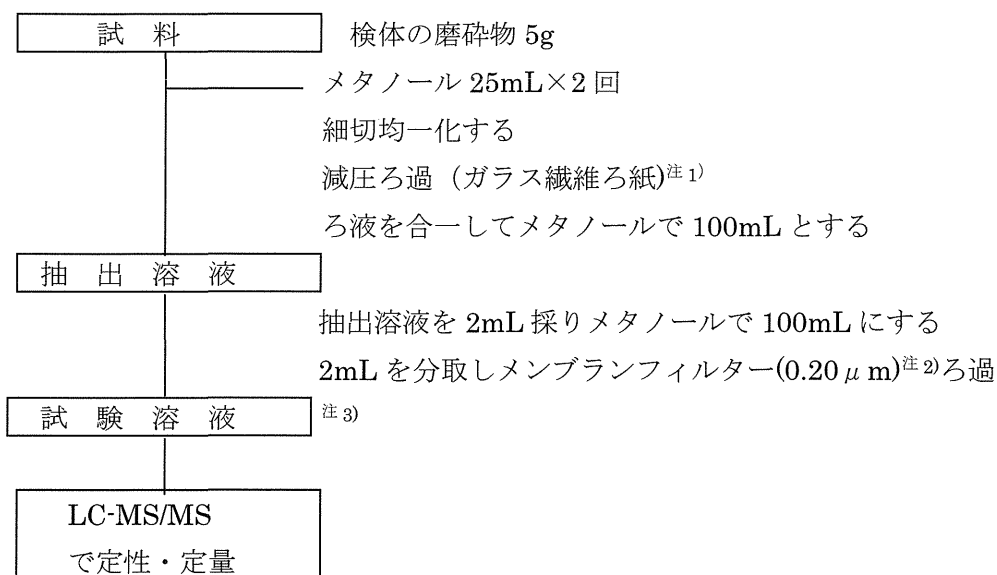 試 料 検体の磨砕物 5g
メタノール 25mL×2 回
細切均一化する
減圧ろ過（ガラス繊維ろ紙)注 1)
ろ液を合一してメタノールで 100mL とする
抽 出 溶 液
抽出溶液を 2mL 採りメタノールで 100mL にする
2mL を分取しメンブランフィルター(0.20μm)注 2)ろ過
試 験 溶 液 注 3)
LC-MS/MS
で定性・定量